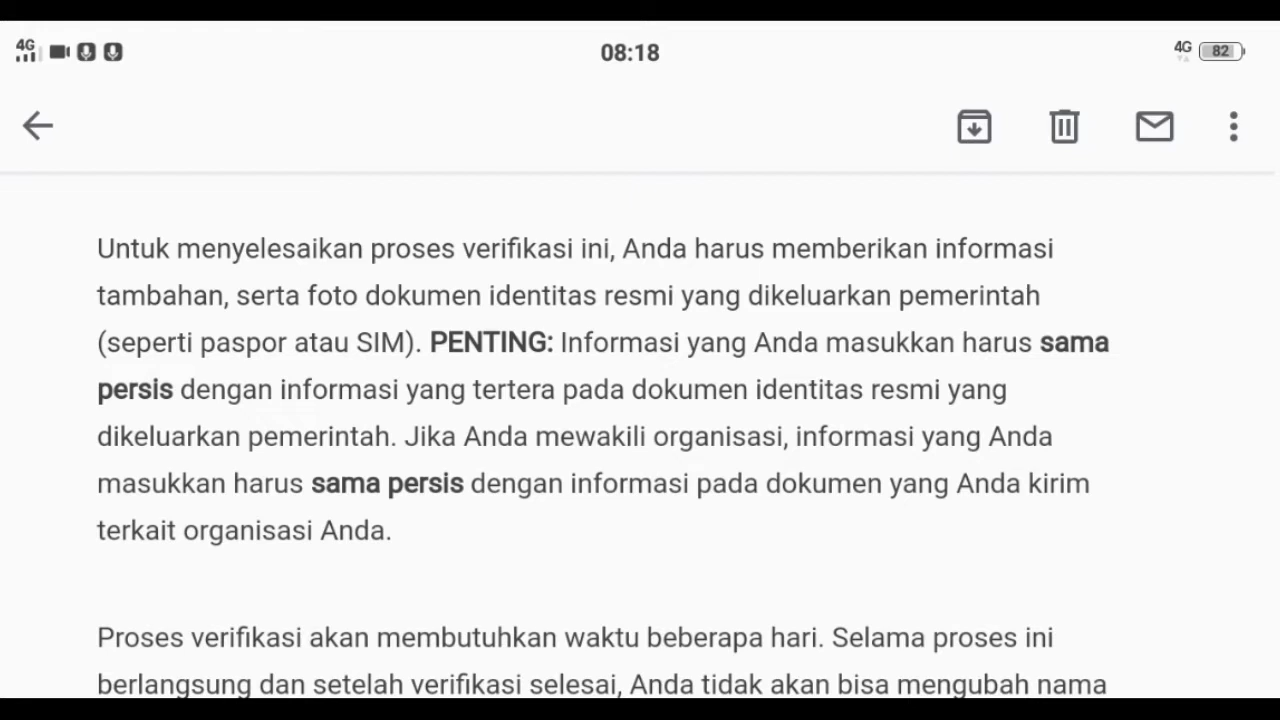 4G
08:18
4G
82
Untuk menyelesaikan proses verifikasi ini, Anda harus memberikan informasi
tambahan, serta foto dokumen identitas resmi yang dikeluarkan pemerintah
(seperti paspor atau SIM). PENTING: Informasi yang Anda masukkan harus sama
persis dengan informasi yang tertera pada dokumen identitas resmi yang
dikeluarkan pemerintah. Jika Anda mewakili organisasi, informasi yang Anda
masukkan harus sama persis dengan informasi pada dokumen yang Anda kirim
terkait organisasi Anda.
Proses verifikasi akan membutuhkan waktu beberapa hari. Selama proses ini
berlangsung dan setelah verifikasi selesai, Anda tidak akan bisa mengubah nama